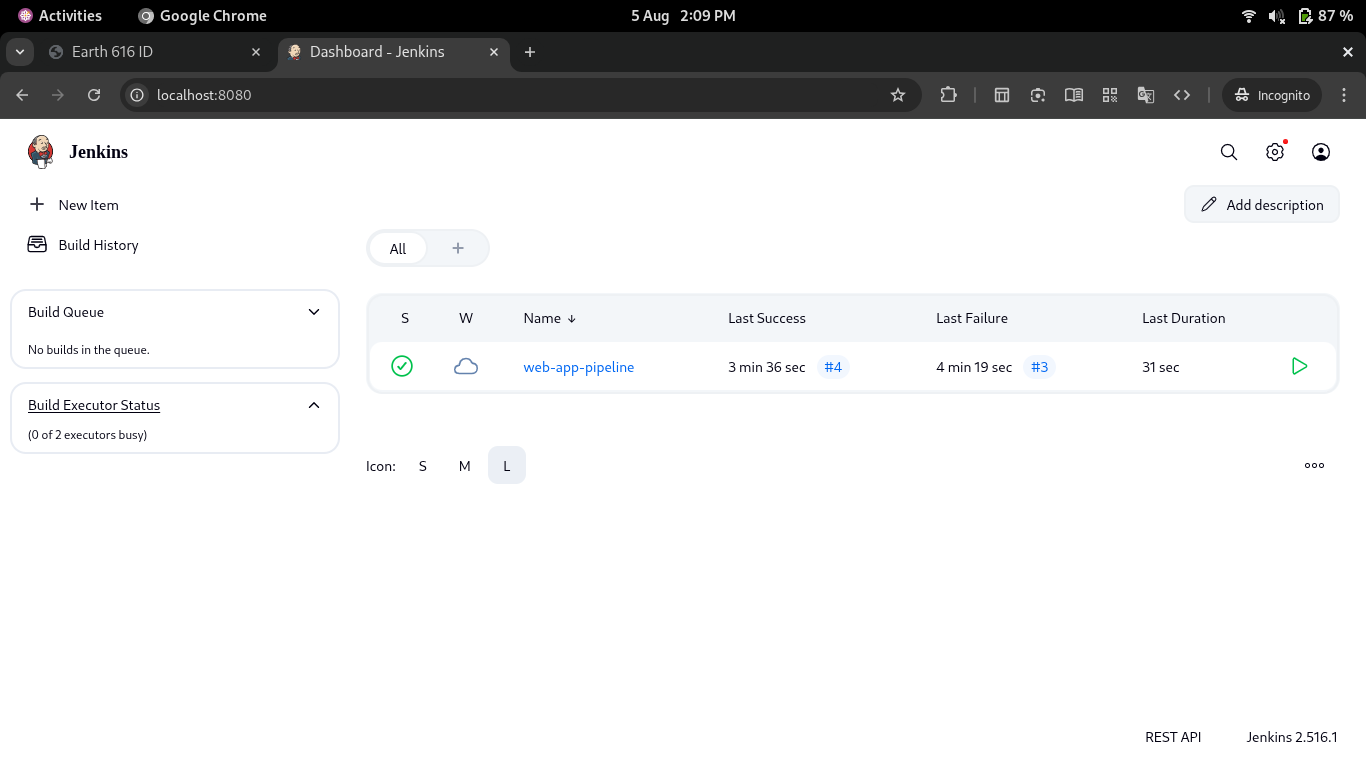 Activities Google Chrome 5 Aug 2:09 PM 87 %
Earth 616 ID Dashboard - Jenkins
localhost:8080 Incognito
Jenkins
New Item
Add description
Build History
All
Build Queue
No builds in the queue.
Build Executor Status
(0 of 2 executors busy)
S W Name Last Success Last Failure Last Duration
web-app-pipeline 3 min 36 sec #4 4 min 19 sec #3 31 sec
Icon: S M L
REST API Jenkins 2.516.1